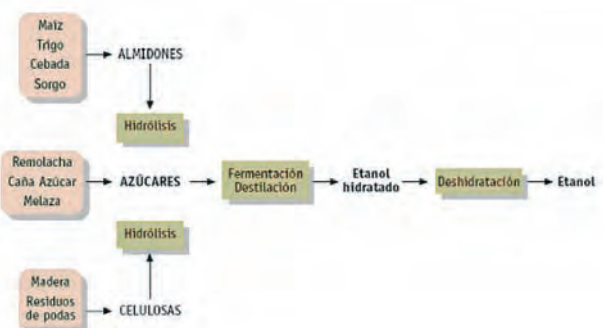 Maíz
Trigo
Cebada
Sorgo
ALMIDONES
Hidrólisis
Remolacha
Caña Azúcar
Melaza
AZÚCARES
Fermentación
Destilación
Etanol
hidratado
Deshidratación
Etanol
Hidrólisis
Madera
Residuos
de podas
CELULOSAS